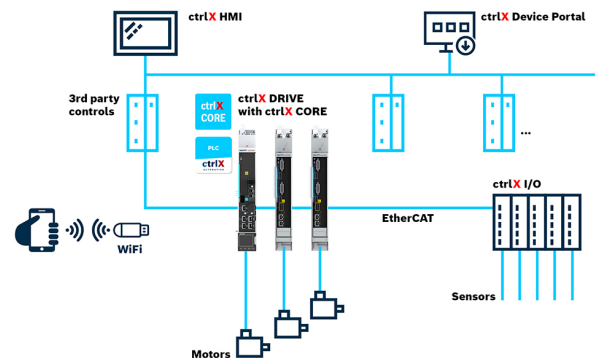 ctrlX HMI
ctrlX Device Portal
3rd party
controls
ctrlX
CORE
ctrlX DRIVE
with ctrlX CORE
PLC
ctrlX
AUTOMATION
...
ctrlX I/O
EtherCAT
WiFi
Sensors
Motors